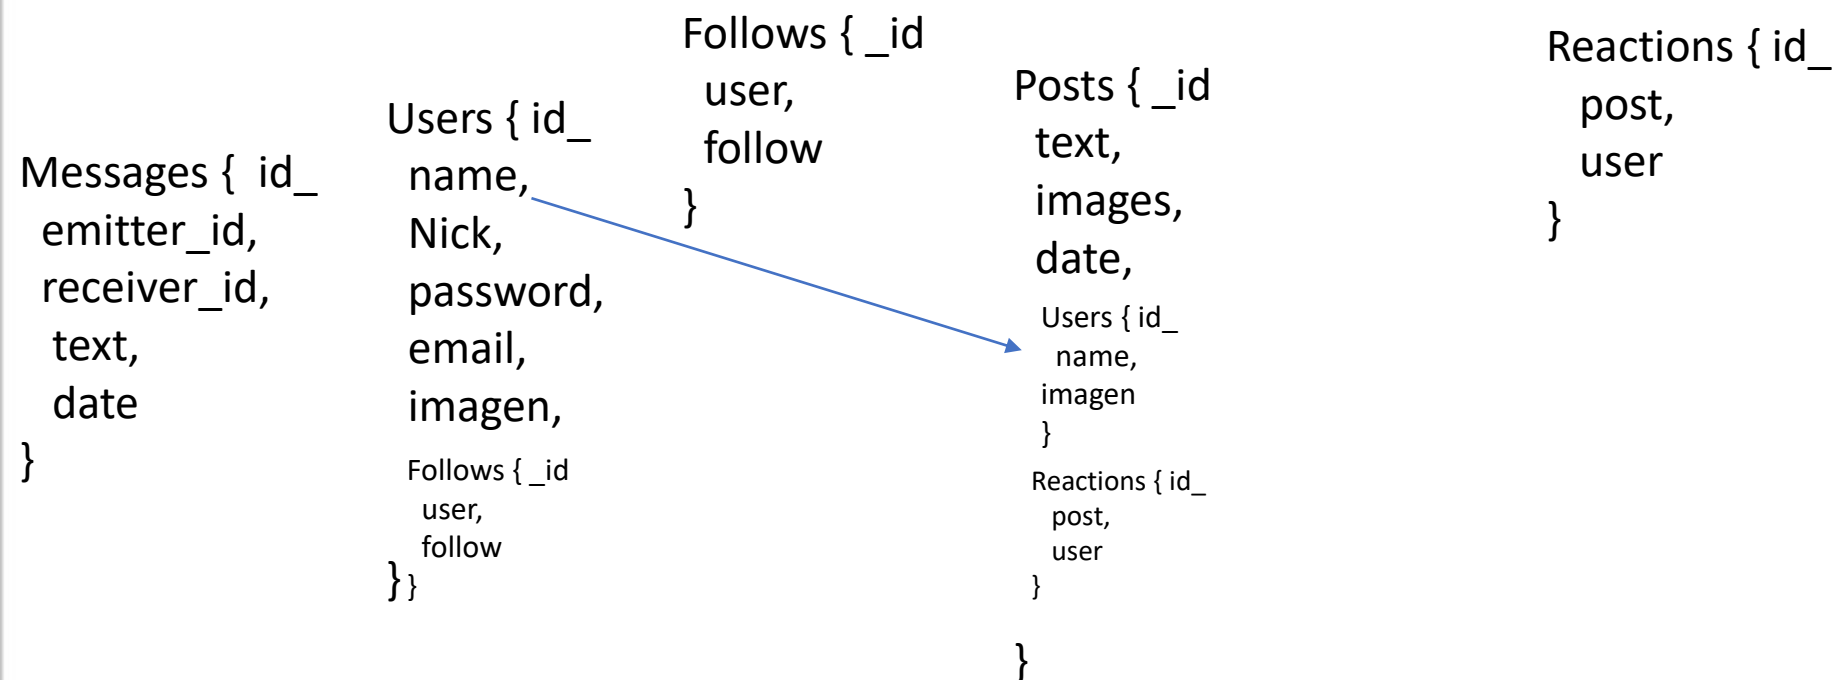 Messages {  id_
emitter_id,
receiver_id,
text,
date
}
Users { id_
name,
Nick,
password,
email,
imagen,
Follows { _id
user,
follow
} }
Follows { _id
user,
follow
}
Posts { _id
text,
images,
date,
Users { id_
name,
imagen
}
Reactions { id_
post,
user
}
}
Reactions { id_
post,
user
}